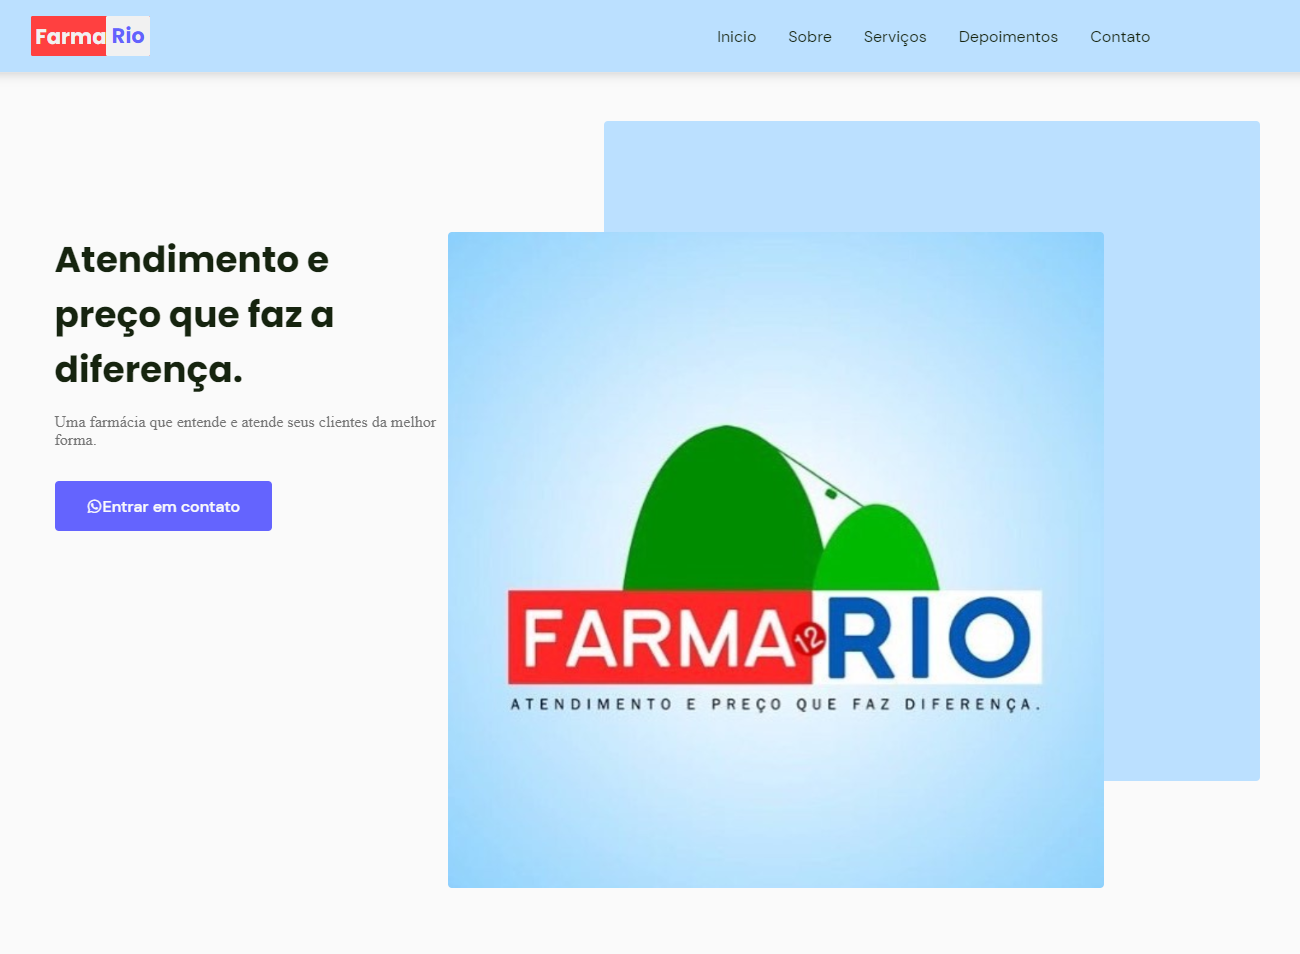 Farma Rio
Inicio Sobre Serviços Depoimentos Contato
Atendimento e
preço que faz a
diferença.
Uma farmácia que entende e atende seus clientes da melhor
forma.
Entrar em contato
FARMA 12 RIO
ATENDIMENTO E PREÇO QUE FAZ DIFERENÇA.